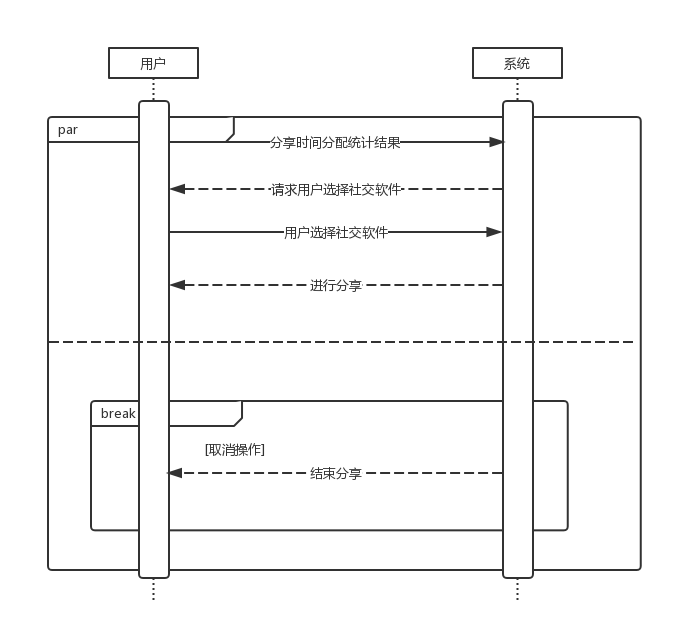 用户
系统
par
分享时间分配统计结果
请求用户选择社交软件
用户选择社交软件
进行分享
break
[取消操作]
结束分享